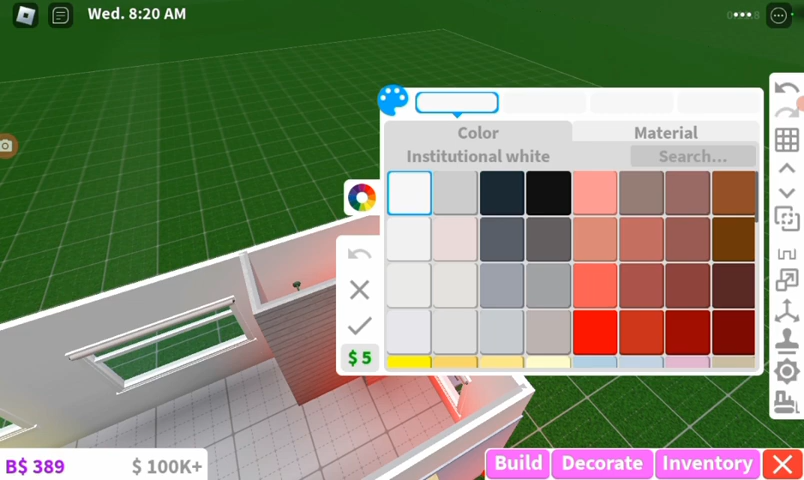 Wed. 8:20 AM
Color
Material
Institutional white
Search...
$ 5
B$ 389
$ 100K+
Build
Decorate
Inventory